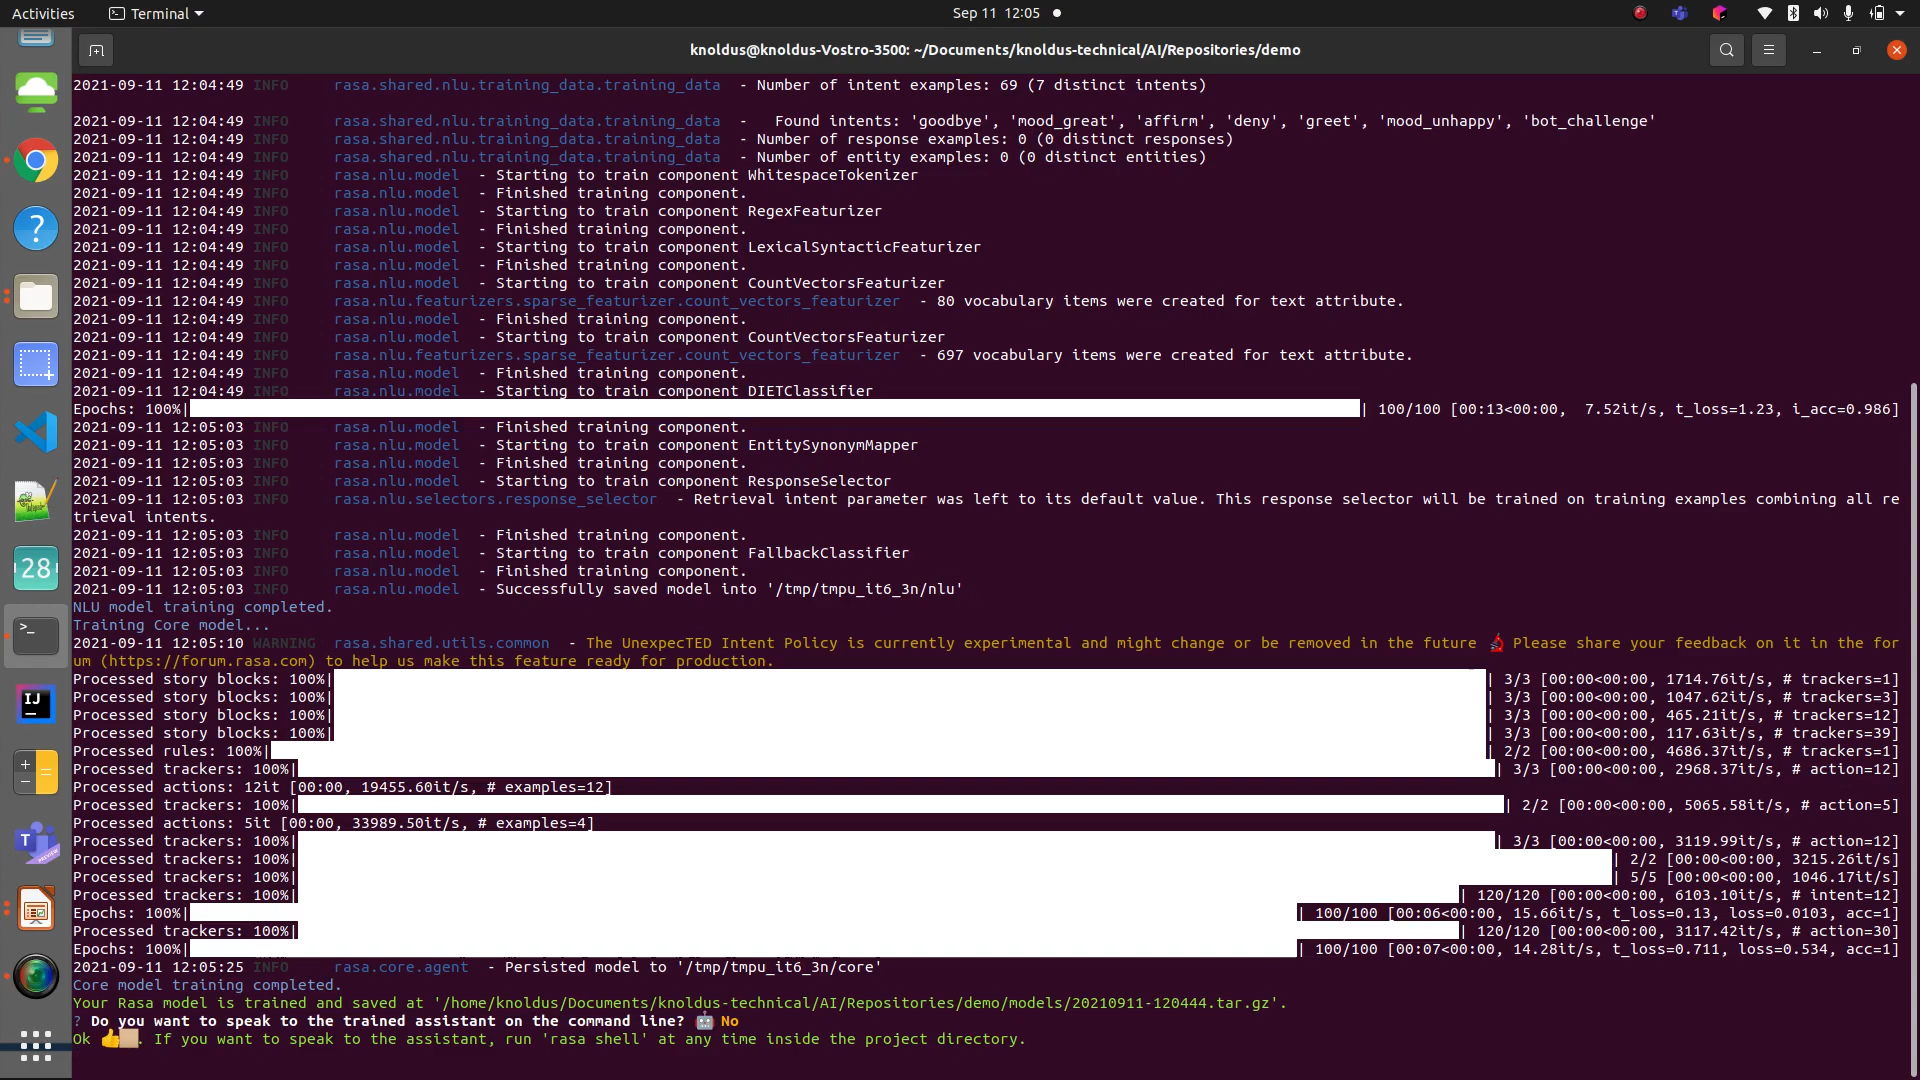 Activities
Terminal
Sep 11 12:05
knoldus@knoldus-Vostro-3500: ~/Documents/knoldus-technical/AI/Repositories/demo
2021-09-11 12:04:49 INFO     rasa.shared.nlu.training_data.training_data  - Number of intent examples: 69 (7 distinct intents)
2021-09-11 12:04:49 INFO     rasa.shared.nlu.training_data.training_data  -   Found intents: 'goodbye', 'mood_great', 'affirm', 'deny', 'greet', 'mood_unhappy', 'bot_challenge'
2021-09-11 12:04:49 INFO     rasa.shared.nlu.training_data.training_data  - Number of response examples: 0 (0 distinct responses)
2021-09-11 12:04:49 INFO     rasa.shared.nlu.training_data.training_data  - Number of entity examples: 0 (0 distinct entities)
2021-09-11 12:04:49 INFO     rasa.nlu.model  - Starting to train component WhitespaceTokenizer
2021-09-11 12:04:49 INFO     rasa.nlu.model  - Finished training component.
2021-09-11 12:04:49 INFO     rasa.nlu.model  - Starting to train component RegexFeaturizer
2021-09-11 12:04:49 INFO     rasa.nlu.model  - Finished training component.
2021-09-11 12:04:49 INFO     rasa.nlu.model  - Starting to train component LexicalSyntacticFeaturizer
2021-09-11 12:04:49 INFO     rasa.nlu.model  - Finished training component.
2021-09-11 12:04:49 INFO     rasa.nlu.model  - Starting to train component CountVectorsFeaturizer
2021-09-11 12:04:49 INFO     rasa.nlu.featurizers.sparse_featurizer.count_vectors_featurizer  - 80 vocabulary items were created for text attribute.
2021-09-11 12:04:49 INFO     rasa.nlu.model  - Finished training component.
2021-09-11 12:04:49 INFO     rasa.nlu.model  - Starting to train component CountVectorsFeaturizer
2021-09-11 12:04:49 INFO     rasa.nlu.featurizers.sparse_featurizer.count_vectors_featurizer  - 697 vocabulary items were created for text attribute.
2021-09-11 12:04:49 INFO     rasa.nlu.model  - Finished training component.
2021-09-11 12:04:49 INFO     rasa.nlu.model  - Starting to train component DIETClassifier
Epochs: 100%| | 100/100 [00:13<00:00,  7.52it/s, t_loss=1.23, i_acc=0.986]
2021-09-11 12:05:03 INFO     rasa.nlu.model  - Finished training component.
2021-09-11 12:05:03 INFO     rasa.nlu.model  - Starting to train component EntitySynonymMapper
2021-09-11 12:05:03 INFO     rasa.nlu.model  - Finished training component.
2021-09-11 12:05:03 INFO     rasa.nlu.model  - Starting to train component ResponseSelector
2021-09-11 12:05:03 INFO     rasa.nlu.selectors.response_selector  - Retrieval intent parameter was left to its default value. This response selector will be trained on training examples combining all re
trieval intents.
2021-09-11 12:05:03 INFO     rasa.nlu.model  - Finished training component.
2021-09-11 12:05:03 INFO     rasa.nlu.model  - Starting to train component FallbackClassifier
2021-09-11 12:05:03 INFO     rasa.nlu.model  - Finished training component.
2021-09-11 12:05:03 INFO     rasa.nlu.model  - Successfully saved model into '/tmp/tmpu_it6_3n/nlu'
NLU model training completed.
Training Core model...
2021-09-11 12:05:10 WARNING  rasa.shared.utils.common  - The UnexpecTED Intent Policy is currently experimental and might change or be removed in the future 🔬 Please share your feedback on it in the for
um (https://forum.rasa.com) to help us make this feature ready for production.
Processed story blocks: 100%| | 3/3 [00:00<00:00, 1714.76it/s, # trackers=1]
Processed story blocks: 100%| | 3/3 [00:00<00:00, 1047.62it/s, # trackers=3]
Processed story blocks: 100%| | 3/3 [00:00<00:00, 465.21it/s, # trackers=12]
Processed story blocks: 100%| | 3/3 [00:00<00:00, 117.63it/s, # trackers=39]
Processed rules: 100%| | 2/2 [00:00<00:00, 4686.37it/s, # trackers=1]
Processed trackers: 100%| | 3/3 [00:00<00:00, 2968.37it/s, # action=12]
Processed actions: 12it [00:00, 19455.60it/s, # examples=12]
Processed trackers: 100%| | 2/2 [00:00<00:00, 5065.58it/s, # action=5]
Processed actions: 5it [00:00, 33989.50it/s, # examples=4]
Processed trackers: 100%| | 3/3 [00:00<00:00, 3119.99it/s, # action=12]
Processed trackers: 100%| | 2/2 [00:00<00:00, 3215.26it/s]
Processed trackers: 100%| | 5/5 [00:00<00:00, 1046.17it/s]
Processed trackers: 100%| | 120/120 [00:00<00:00, 6103.10it/s, # intent=12]
Epochs: 100%| | 100/100 [00:06<00:00, 15.66it/s, t_loss=0.13, loss=0.0103, acc=1]
Processed trackers: 100%| | 120/120 [00:00<00:00, 3117.42it/s, # action=30]
Epochs: 100%| | 100/100 [00:07<00:00, 14.28it/s, t_loss=0.711, loss=0.534, acc=1]
2021-09-11 12:05:25 INFO     rasa.core.agent  - Persisted model to '/tmp/tmpu_it6_3n/core'
Core model training completed.
Your Rasa model is trained and saved at '/home/knoldus/Documents/knoldus-technical/AI/Repositories/demo/models/20210911-120444.tar.gz'.
? Do you want to speak to the trained assistant on the command line? 🤖 No
Ok 👍🏼. If you want to speak to the assistant, run 'rasa shell' at any time inside the project directory.
28
IJ
T